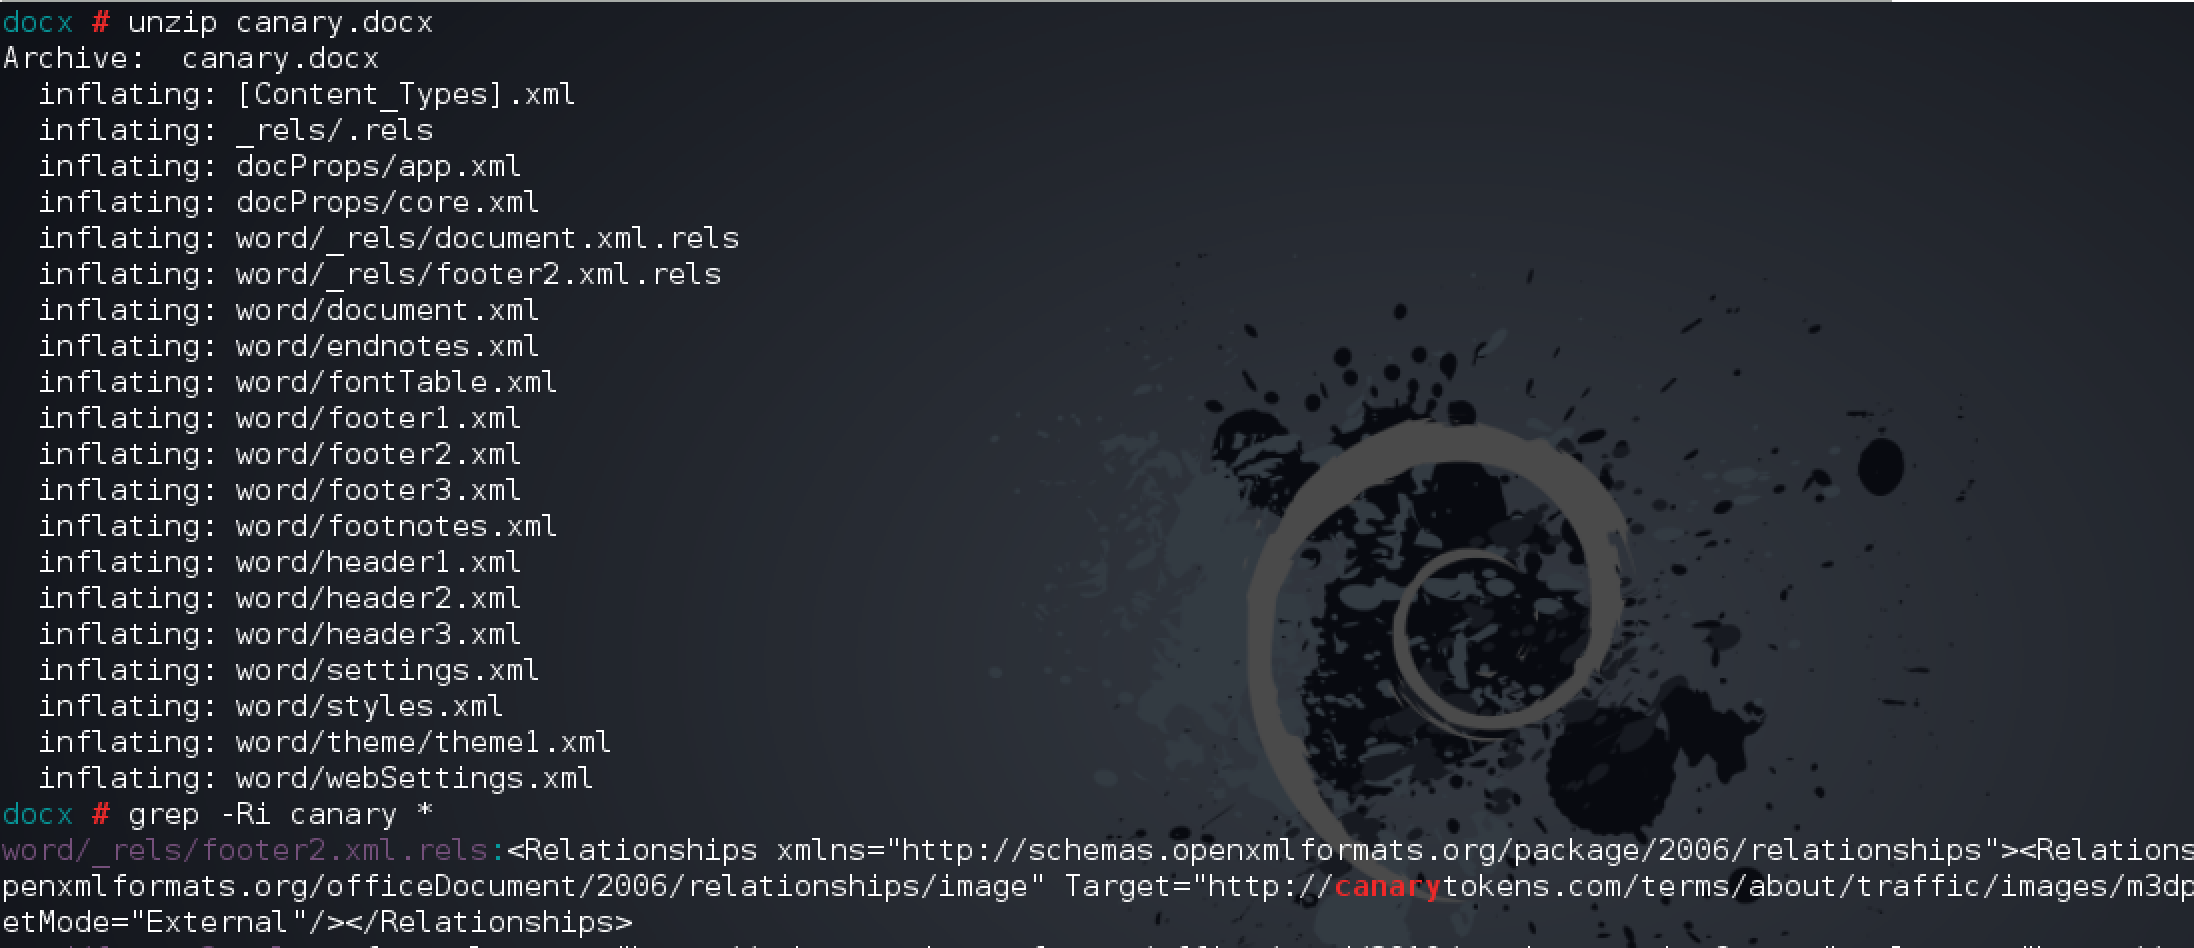 docx # unzip canary.docx
Archive:  canary.docx
  inflating: [Content_Types].xml
  inflating: _rels/.rels
  inflating: docProps/app.xml
  inflating: docProps/core.xml
  inflating: word/_rels/document.xml.rels
  inflating: word/_rels/footer2.xml.rels
  inflating: word/document.xml
  inflating: word/endnotes.xml
  inflating: word/fontTable.xml
  inflating: word/footer1.xml
  inflating: word/footer2.xml
  inflating: word/footer3.xml
  inflating: word/footnotes.xml
  inflating: word/header1.xml
  inflating: word/header2.xml
  inflating: word/header3.xml
  inflating: word/settings.xml
  inflating: word/styles.xml
  inflating: word/theme/theme1.xml
  inflating: word/webSettings.xml
docx # grep -Ri canary *
word/_rels/footer2.xml.rels:<Relationships xmlns="http://schemas.openxmlformats.org/package/2006/relationships"><Relations
penxmlformats.org/officeDocument/2006/relationships/image" Target="http://canarytokens.com/terms/about/traffic/images/m3dp
etMode="External"/></Relationships>